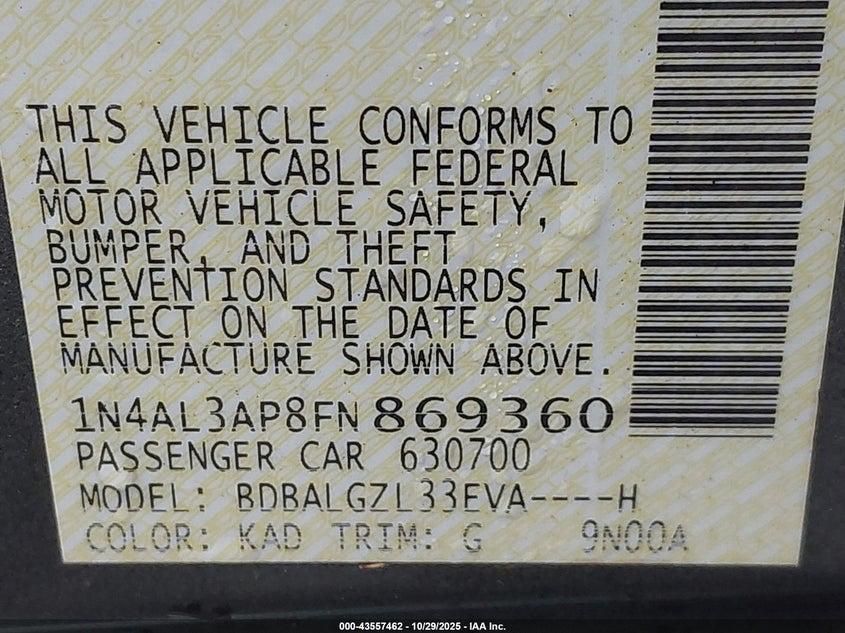 THIS VEHICLE CONFORMS TO
ALL APPLICABLE FEDERAL
MOTOR VEHICLE SAFETY,
BUMPER, AND THEFT
PREVENTION STANDARDS IN
EFFECT ON THE DATE OF
MANUFACTURE SHOWN ABOVE.
1N4AL3AP8FN 869360
PASSENGER CAR 630700
MODEL: BDBALGZL33EVA----H
COLOR: KAD TRIM: G 9N00A
000-43557462 - 10/29/2025 - IAA Inc.